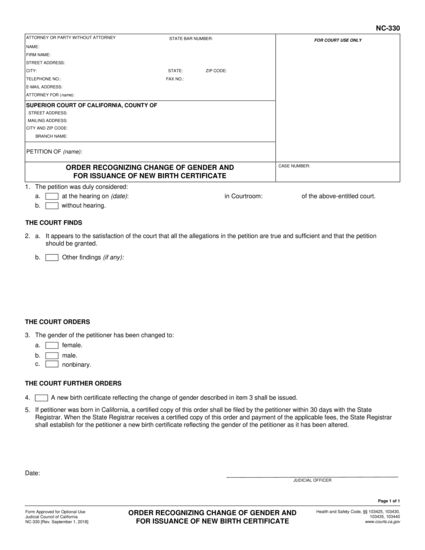 NC-330
ATTORNEY OR PARTY WITHOUT ATTORNEY STATE BAR NUMBER:
FOR COURT USE ONLY
NAME:
FIRM NAME:
STREET ADDRESS:
CITY: STATE: ZIP CODE:
TELEPHONE NO.: FAX NO.:
E-MAIL ADDRESS:
ATTORNEY FOR (name):
SUPERIOR COURT OF CALIFORNIA, COUNTY OF
STREET ADDRESS:
MAILING ADDRESS:
CITY AND ZIP CODE:
BRANCH NAME:
PETITION OF (name):
ORDER RECOGNIZING CHANGE OF GENDER AND
FOR ISSUANCE OF NEW BIRTH CERTIFICATE
CASE NUMBER:
1. The petition was duly considered:
a. at the hearing on (date): in Courtroom: of the above-entitled court.
b. without hearing.
THE COURT FINDS
2. a. It appears to the satisfaction of the court that all the allegations in the petition are true and sufficient and that the petition
should be granted.
b. Other findings (if any):
THE COURT ORDERS
3. The gender of the petitioner has been changed to:
a. female.
b. male.
c. nonbinary.
THE COURT FURTHER ORDERS
4. A new birth certificate reflecting the change of gender described in item 3 shall be issued.
5. If petitioner was born in California, a certified copy of this order shall be filed by the petitioner within 30 days with the State
Registrar. When the State Registrar receives a certified copy of this order and payment of the applicable fees, the State Registrar
shall establish for the petitioner a new birth certificate reflecting the gender of the petitioner as it has been altered.
Date:
JUDICIAL OFFICER
Page 1 of 1
Form Approved for Optional Use
Judicial Council of California
NC-330 [Rev. September 1, 2018]
ORDER RECOGNIZING CHANGE OF GENDER AND
FOR ISSUANCE OF NEW BIRTH CERTIFICATE
Health and Safety Code, §§ 103425, 103430,
103435, 103440
www.courts.ca.gov